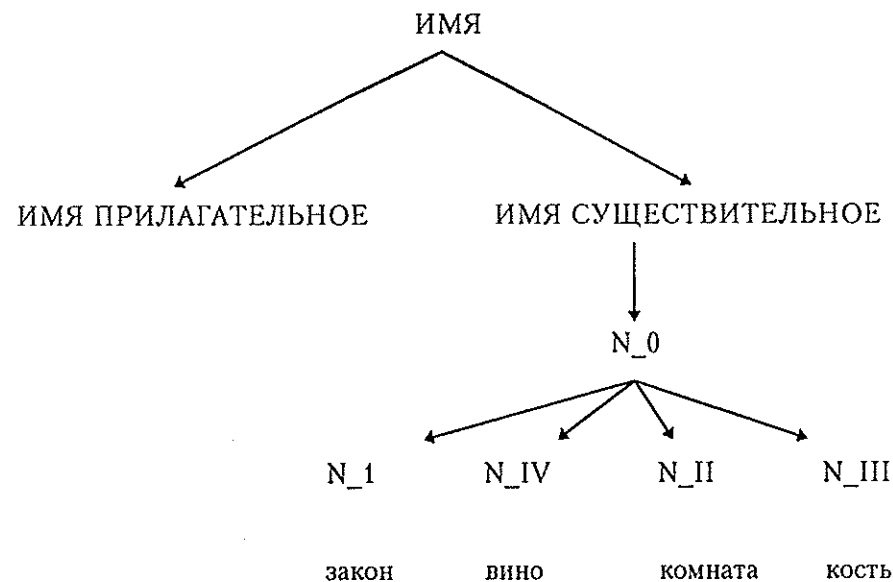 ИМЯ
ИМЯ ПРИЛАГАТЕЛЬНОЕ ИМЯ СУЩЕСТВИТЕЛЬНОЕ
N_0
N_1 N_IV N_II N_III
закон вино комната кость